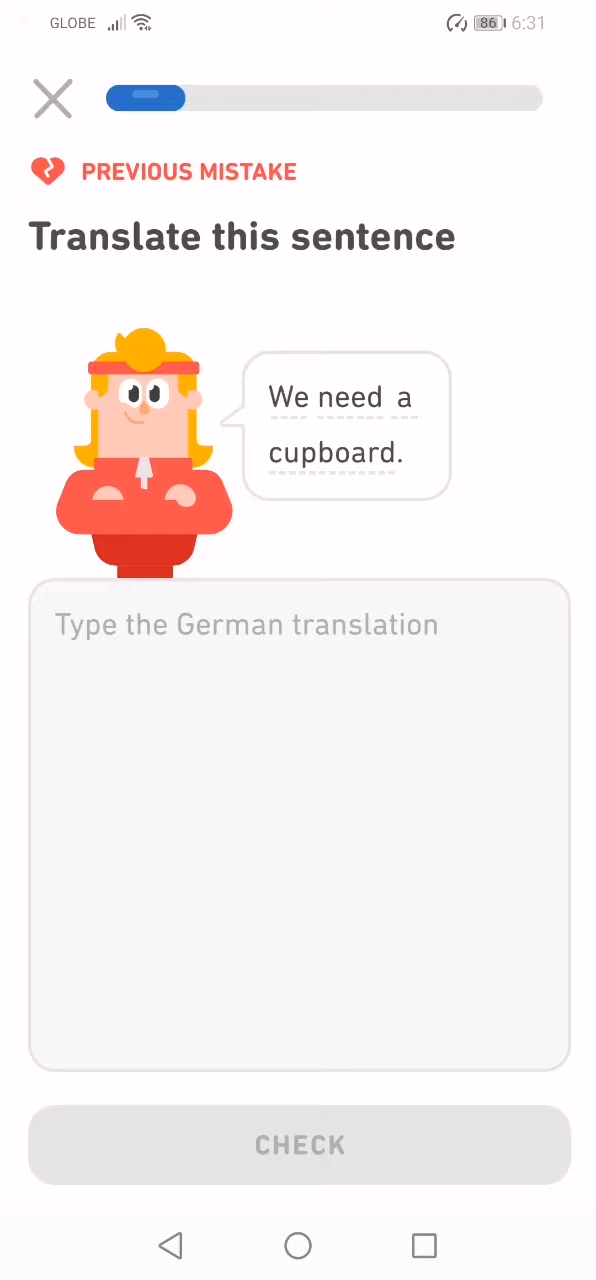 GLOBE 86 6:31
PREVIOUS MISTAKE
Translate this sentence
We need a
cupboard.
Type the German translation
CHECK